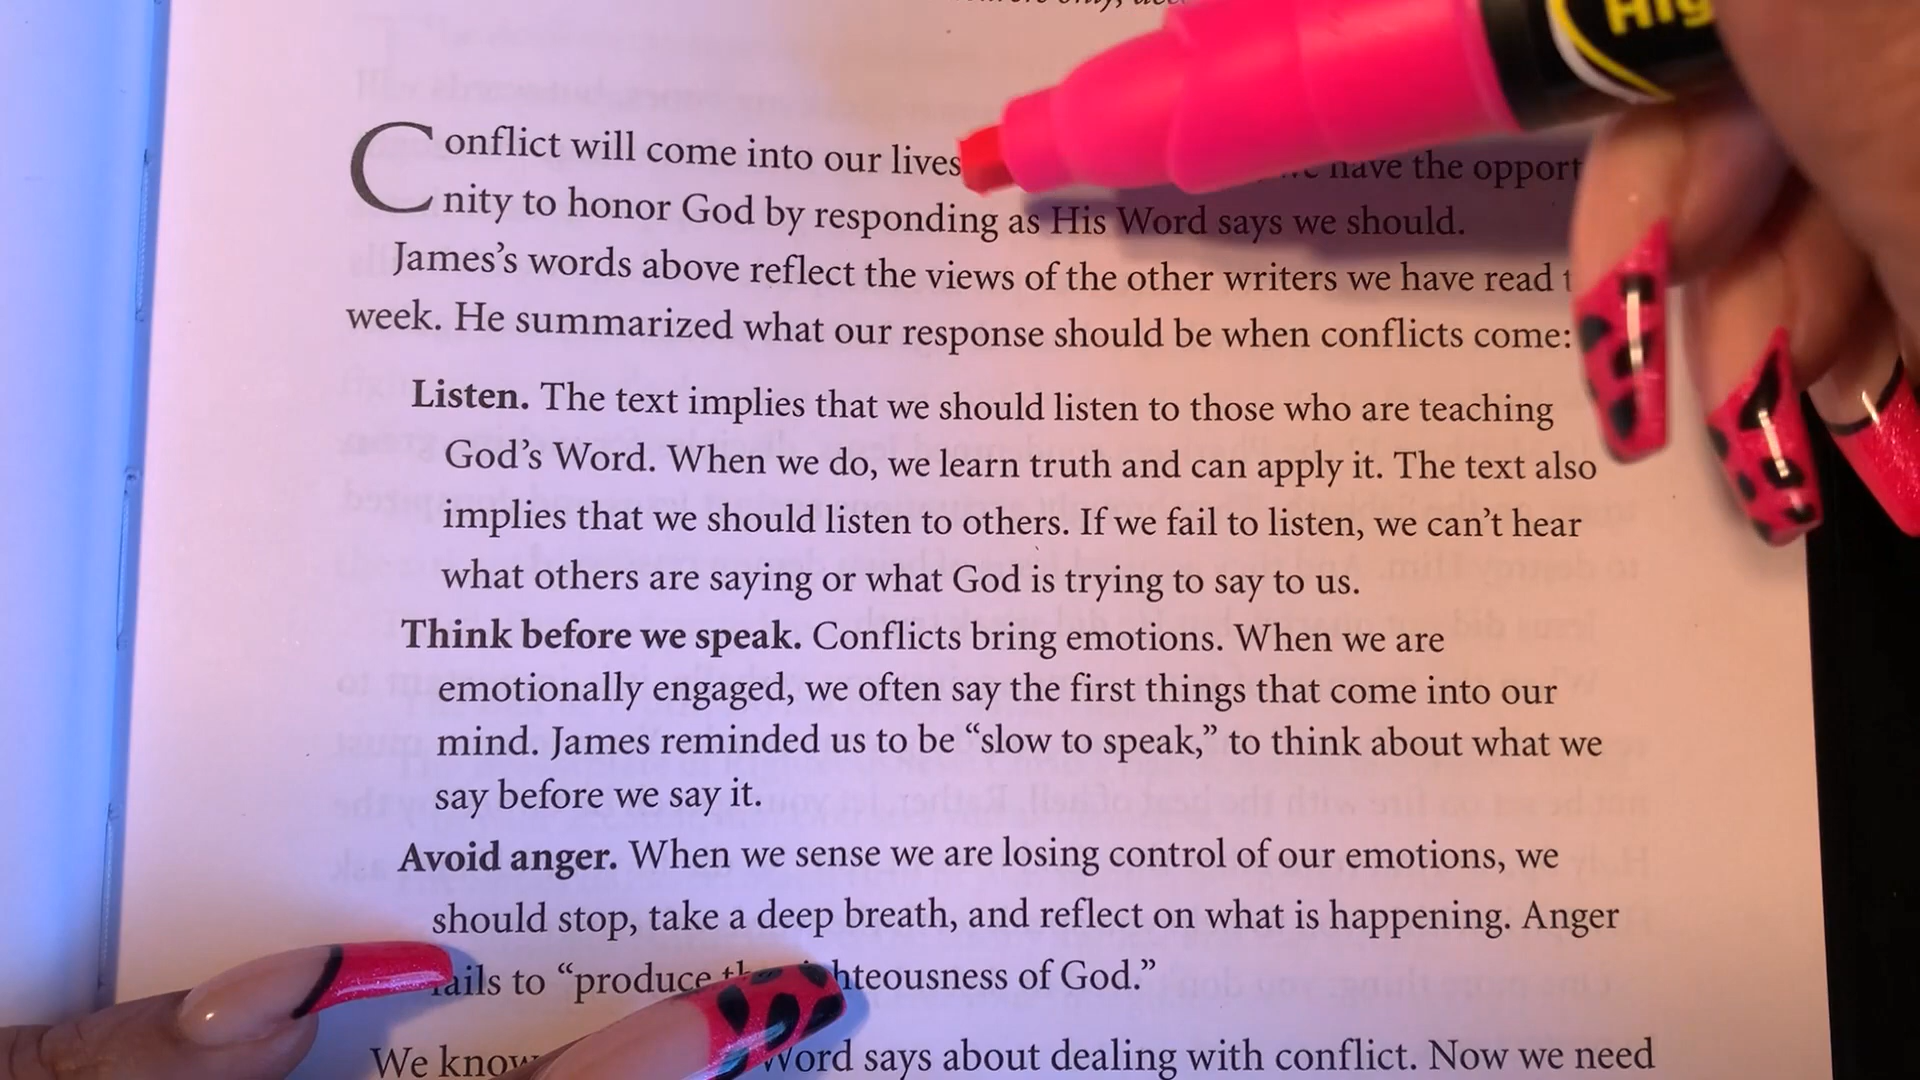 Hig
Conflict will come into our lives have the opport
nity to honor God by responding as His Word says we should.
James’s words above reflect the views of the other writers we have read t
week. He summarized what our response should be when conflicts come:
Listen. The text implies that we should listen to those who are teaching
God’s Word. When we do, we learn truth and can apply it. The text also
implies that we should listen to others. If we fail to listen, we can’t hear
what others are saying or what God is trying to say to us.
Think before we speak. Conflicts bring emotions. When we are
emotionally engaged, we often say the first things that come into our
mind. James reminded us to be “slow to speak,” to think about what we
say before we say it.
Avoid anger. When we sense we are losing control of our emotions, we
should stop, take a deep breath, and reflect on what is happening. Anger
ails to “produce hteousness of God.”
We know Word says about dealing with conflict. Now we need